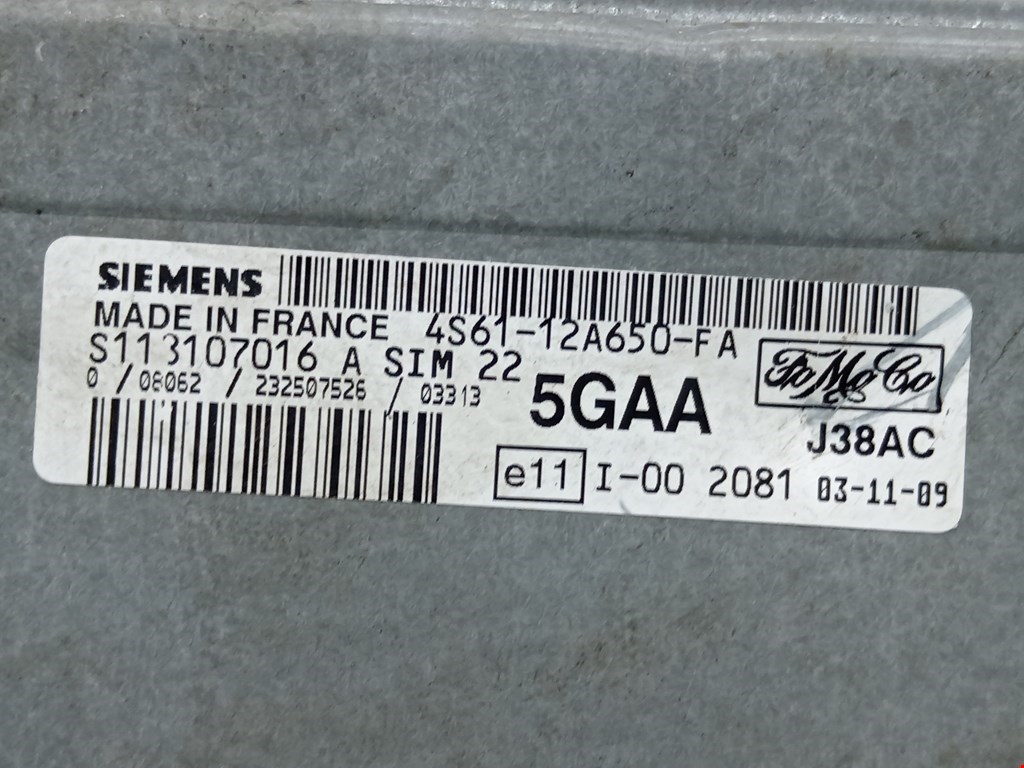 SIEMENS
MADE IN FRANCE 4S61-12A650-FA
S113107016 A SIM 22
0 / 08062 / 232507526 / 03313
5GAA
FoMoCo
J38AC
e11 I-00 2081 03-11-09